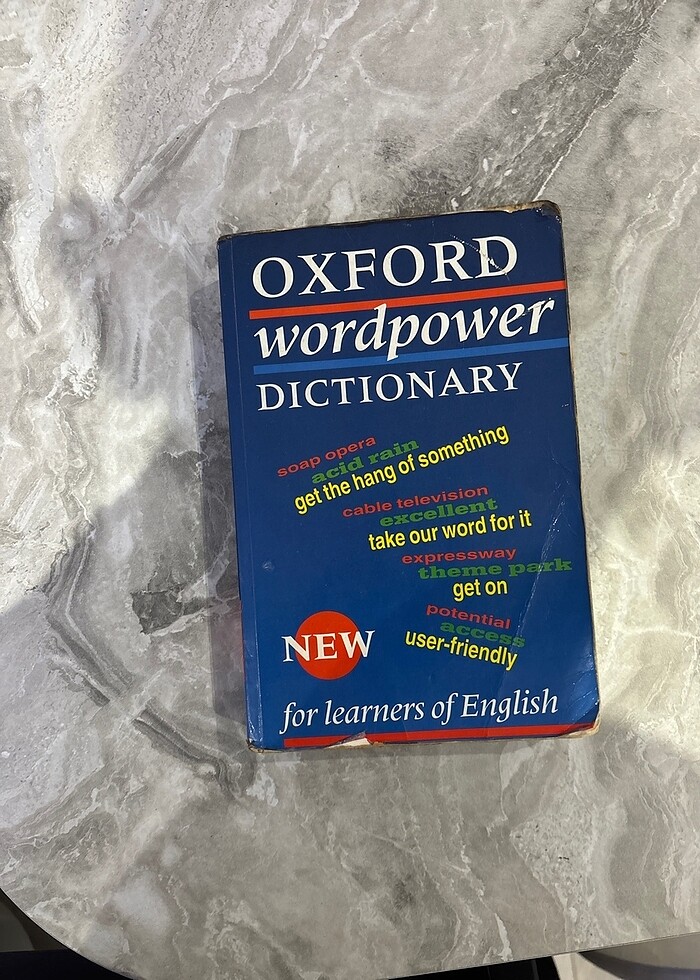 OXFORD
wordpower
DICTIONARY
soap opera
acid rain
get the hang of something
cable television
excellent
take our word for it
expressway
theme park
get on
potential
access
user-friendly
NEW
for learners of English